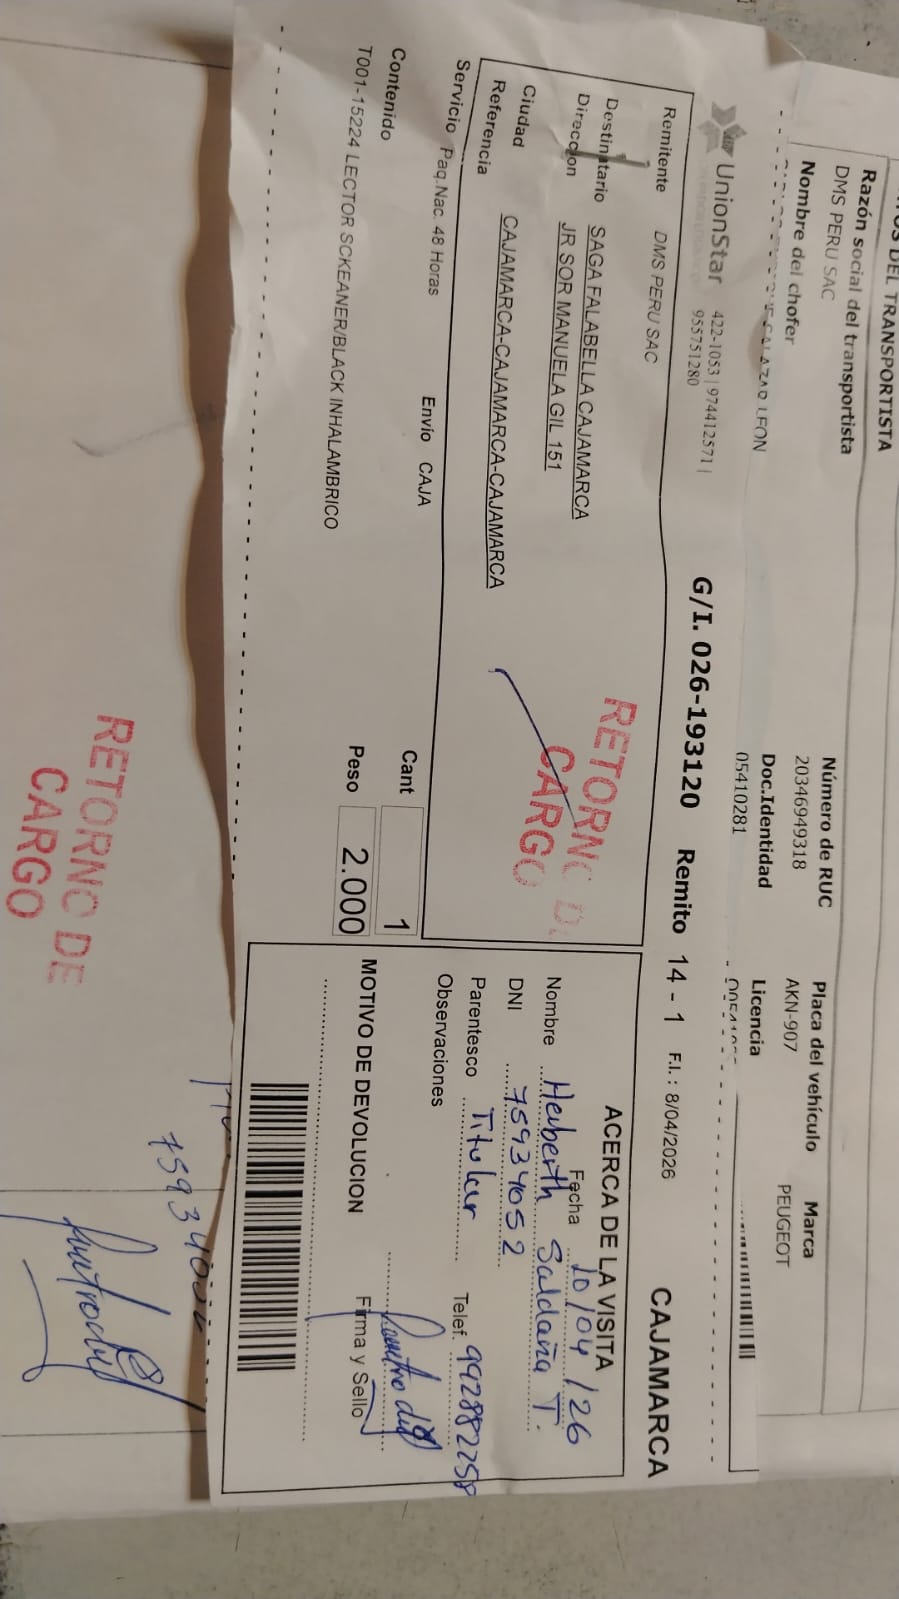 DEL TRANSPORTISTA
Razón social del transportista Número de RUC Placa del vehículo Marca
DMS PERU SAC 20346949318 AKN-907 PEUGEOT
Nombre del chofer Doc.Identidad Licencia
SALAZAR LEON 05410281
UnionStar 422-1053 | 974412571 | G/I. 026-193120 Remito 14 - 1 F.I. : 8/04/2026 CAJAMARCA
955751280
Remitente DMS PERU SAC
Destinatario SAGA FALABELLA CAJAMARCA
Direccion JR SOR MANUELA GIL 151
Ciudad CAJAMARCA-CAJAMARCA-CAJAMARCA
Referencia
RETORNO DE
CARGO
Servicio Paq.Nac. 48 Horas Envio CAJA Cant 1
Contenido Peso 2.000
T001-15224 LECTOR SCKEANER/BLACK INHALAMBRICO
ACERCA DE LA VISITA
Fecha 10/04/26
Nombre Herberth Saldaña T.
DNI 75934052
Parentesco Titular Telef. 992882258
Observaciones
Firma y Sello
MOTIVO DE DEVOLUCION
RETORNO DE
CARGO